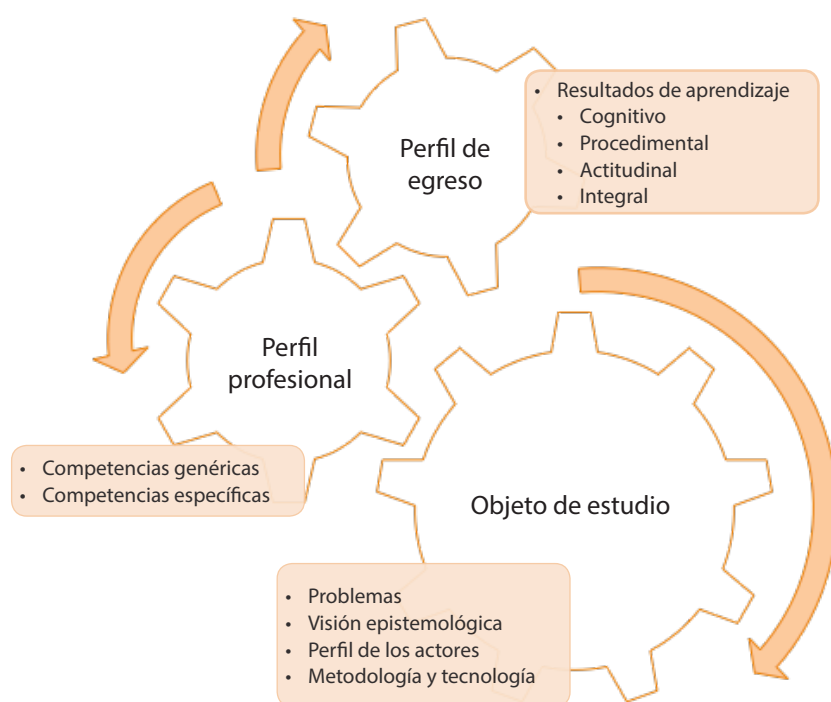 Perfil de
egreso
• Resultados de aprendizaje
• Cognitivo
• Procedimental
• Actitudinal
• Integral
Perfil
profesional
• Competencias genéricas
• Competencias específicas
Objeto de estudio
• Problemas
• Visión epistemológica
• Perfil de los actores
• Metodología y tecnología